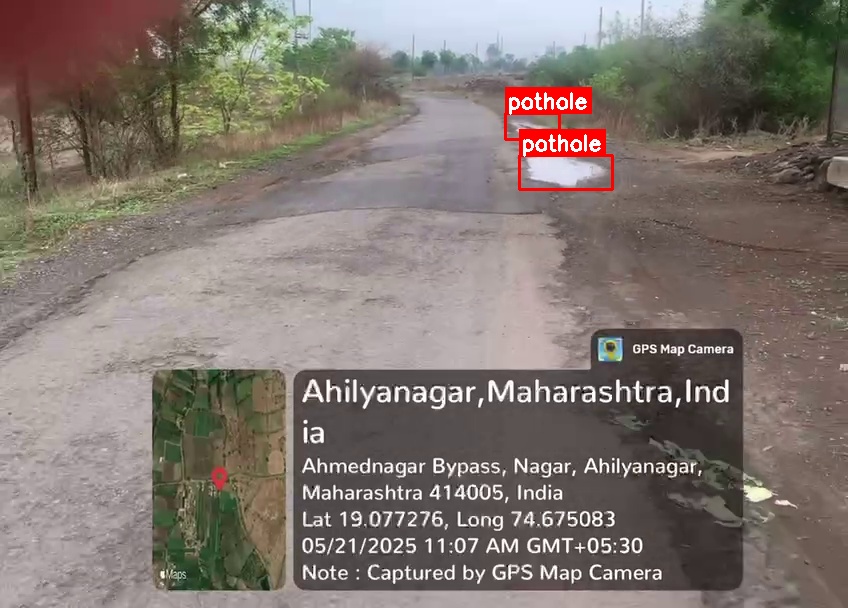 pothole
pothole
GPS Map Camera
Ahilyanagar,Maharashtra,Ind
ia
Ahmednagar Bypass, Nagar, Ahilyanagar,
Maharashtra 414005, India
Lat 19.077276, Long 74.675083
05/21/2025 11:07 AM GMT+05:30
Note : Captured by GPS Map Camera
Maps